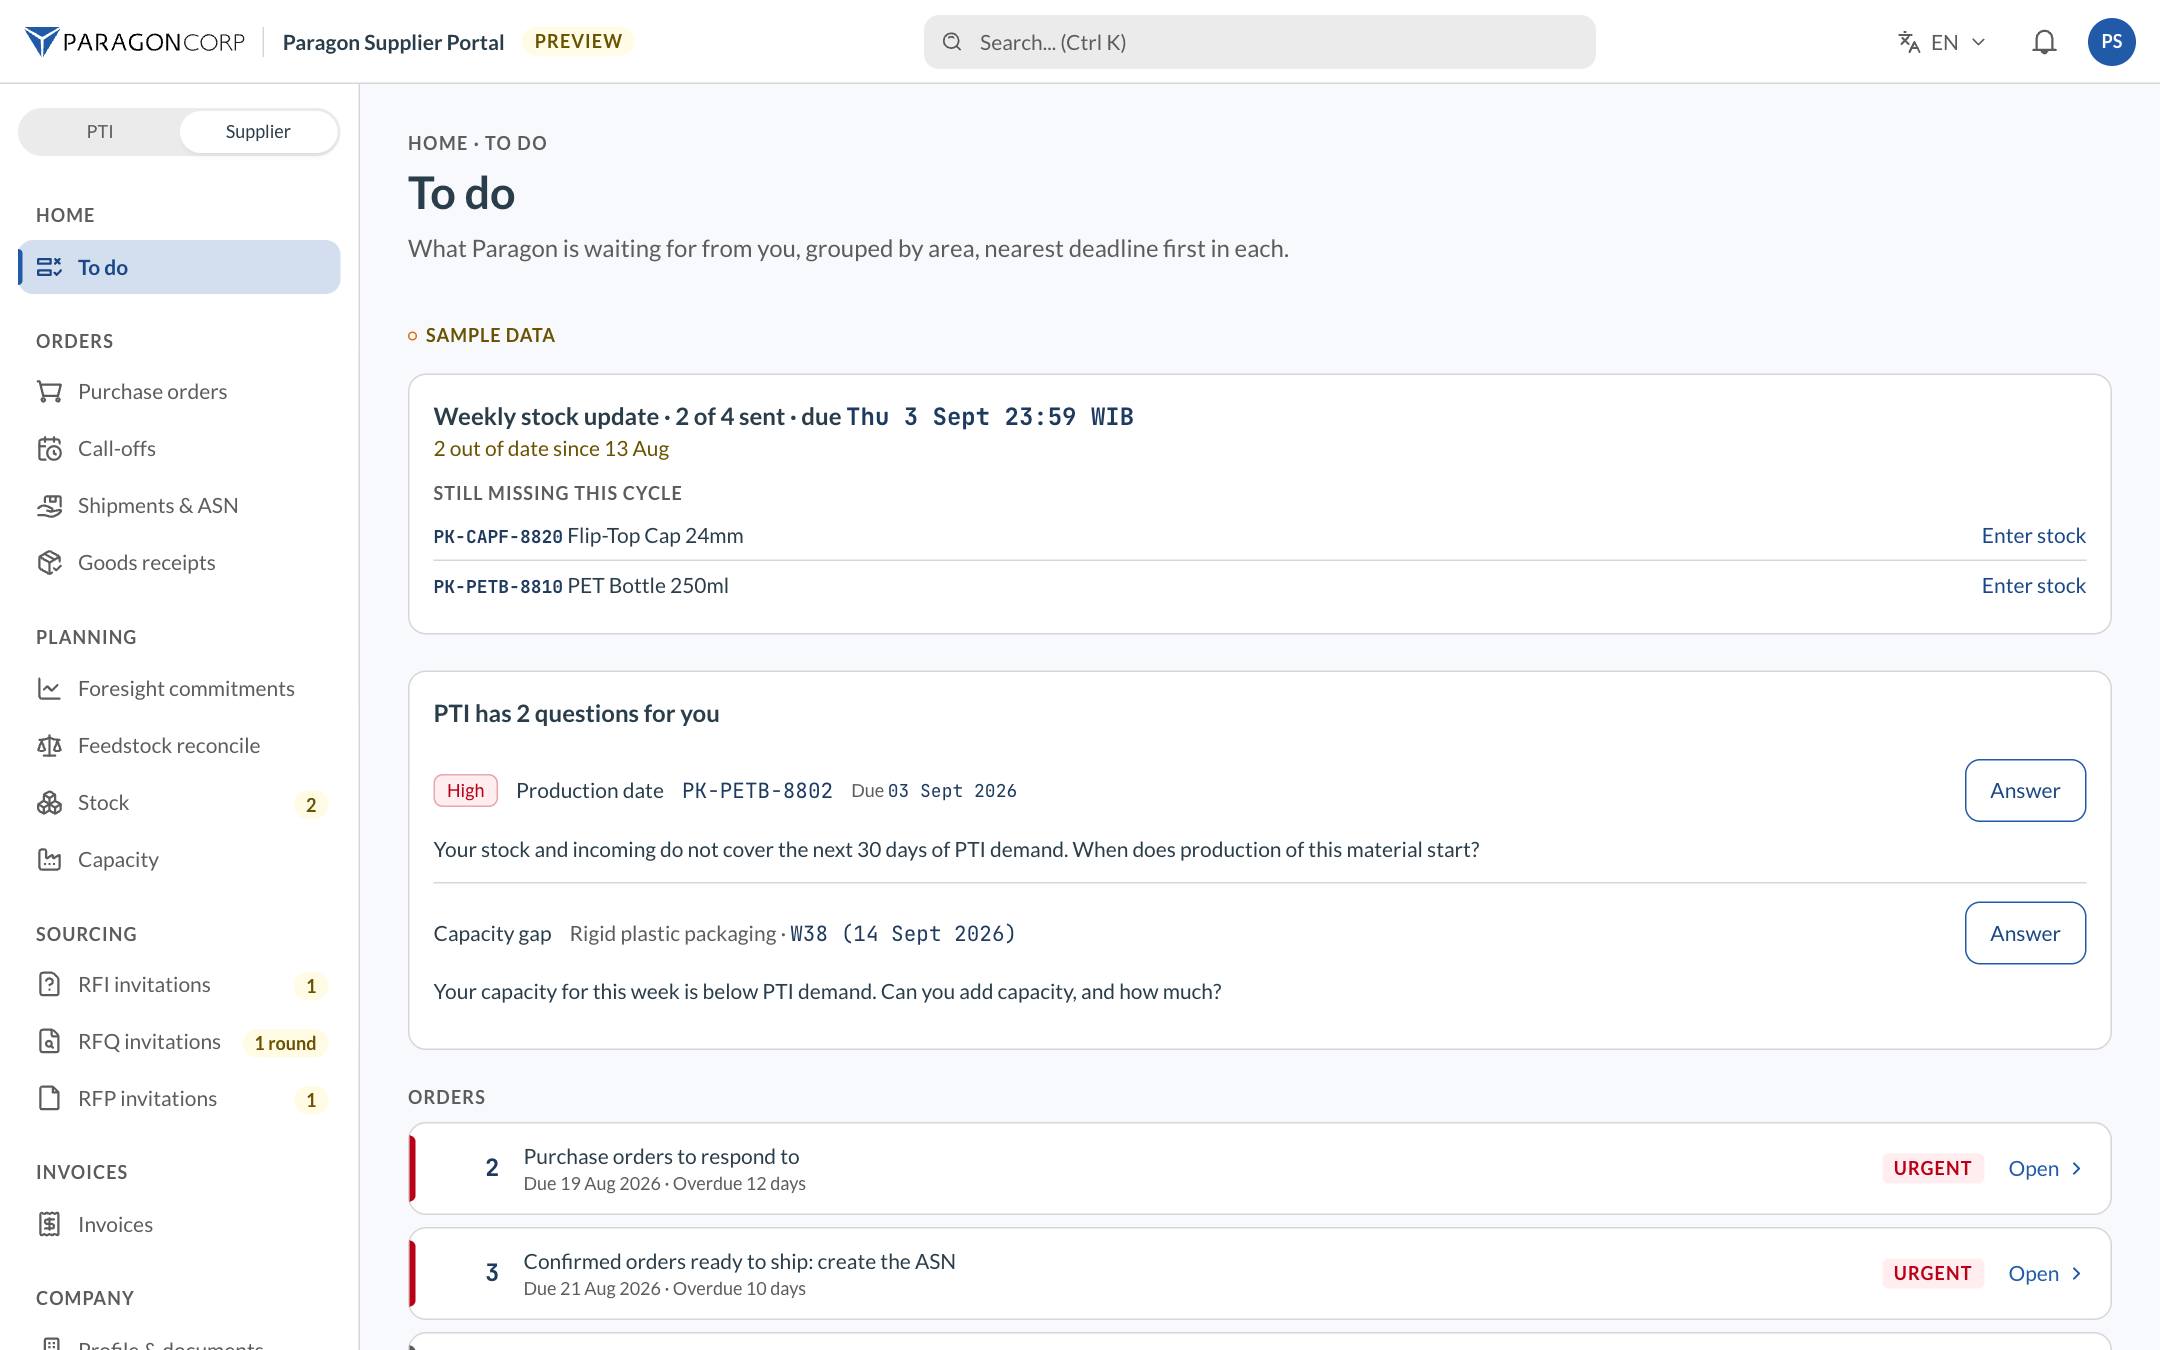 PARAGONCORP
Paragon Supplier Portal
PREVIEW
Search... (Ctrl K)
EN
PS
PTI
Supplier
HOME
To do
ORDERS
Purchase orders
Call-offs
Shipments & ASN
Goods receipts
PLANNING
Foresight commitments
Feedstock reconcile
Stock 2
Capacity
SOURCING
RFI invitations 1
RFQ invitations 1 round
RFP invitations 1
INVOICES
Invoices
COMPANY
Profile & documents
HOME · TO DO
To do
What Paragon is waiting for from you, grouped by area, nearest deadline first in each.
SAMPLE DATA
Weekly stock update · 2 of 4 sent · due Thu 3 Sept 23:59 WIB
2 out of date since 13 Aug
STILL MISSING THIS CYCLE
PK-CAPF-8820 Flip-Top Cap 24mm Enter stock
PK-PETB-8810 PET Bottle 250ml Enter stock
PTI has 2 questions for you
High Production date PK-PETB-8802 Due 03 Sept 2026 Answer
Your stock and incoming do not cover the next 30 days of PTI demand. When does production of this material start?
Capacity gap Rigid plastic packaging · W38 (14 Sept 2026) Answer
Your capacity for this week is below PTI demand. Can you add capacity, and how much?
ORDERS
2 Purchase orders to respond to URGENT Open
Due 19 Aug 2026 · Overdue 12 days
3 Confirmed orders ready to ship: create the ASN URGENT Open
Due 21 Aug 2026 · Overdue 10 days